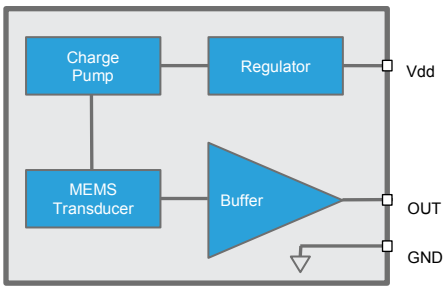 Charge
Pump
Regulator
Vdd
MEMS
Transducer
Buffer
OUT
GND